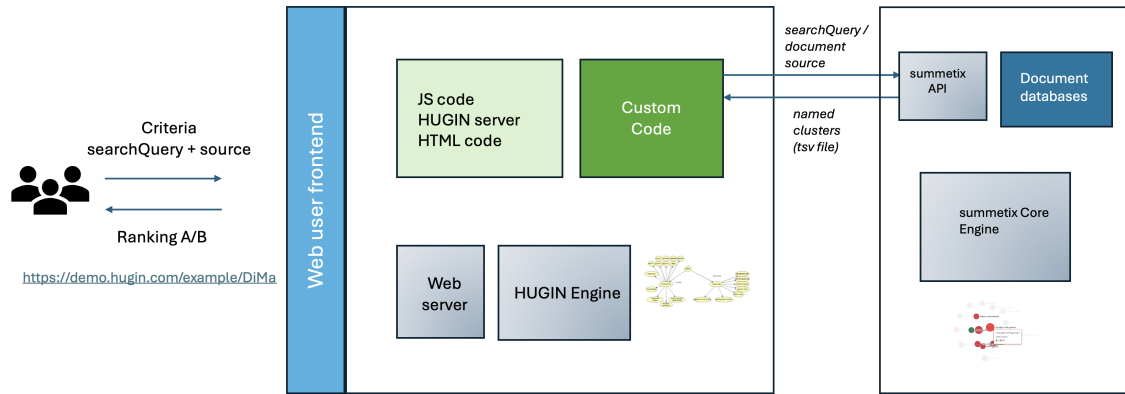 Criteria
searchQuery + source
Ranking A/B
https://demo.hugin.com/example/DiMa
Web user frontend
JS code
HUGIN server
HTML code
Custom
Code
Web
server
HUGIN Engine
searchQuery /
document
source
named
clusters
(tsv file)
summetix
API
Document
databases
summetix Core
Engine